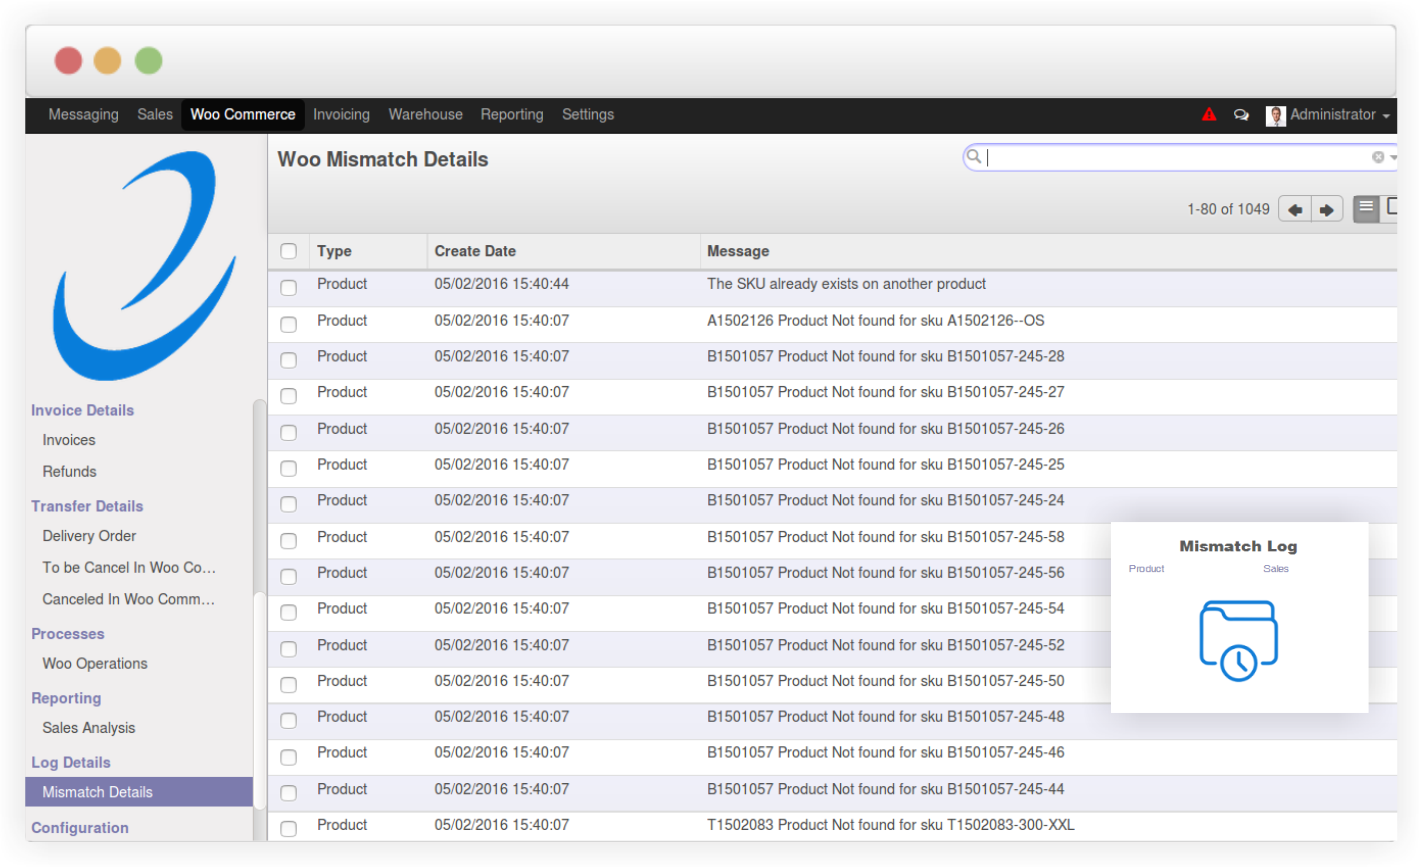 Messaging Sales Woo Commerce Invoicing Warehouse Reporting Settings Administrator
Woo Mismatch Details
1-80 of 1049
Invoice Details
Invoices
Refunds
Transfer Details
Delivery Order
To be Cancel In Woo Co...
Canceled In Woo Comm...
Processes
Woo Operations
Reporting
Sales Analysis
Log Details
Mismatch Details
Configuration
Type Create Date Message
Product 05/02/2016 15:40:44 The SKU already exists on another product
Product 05/02/2016 15:40:07 A1502126 Product Not found for sku A1502126--OS
Product 05/02/2016 15:40:07 B1501057 Product Not found for sku B1501057-245-28
Product 05/02/2016 15:40:07 B1501057 Product Not found for sku B1501057-245-27
Product 05/02/2016 15:40:07 B1501057 Product Not found for sku B1501057-245-26
Product 05/02/2016 15:40:07 B1501057 Product Not found for sku B1501057-245-25
Product 05/02/2016 15:40:07 B1501057 Product Not found for sku B1501057-245-24
Product 05/02/2016 15:40:07 B1501057 Product Not found for sku B1501057-245-58
Product 05/02/2016 15:40:07 B1501057 Product Not found for sku B1501057-245-56
Product 05/02/2016 15:40:07 B1501057 Product Not found for sku B1501057-245-54
Product 05/02/2016 15:40:07 B1501057 Product Not found for sku B1501057-245-52
Product 05/02/2016 15:40:07 B1501057 Product Not found for sku B1501057-245-50
Product 05/02/2016 15:40:07 B1501057 Product Not found for sku B1501057-245-48
Product 05/02/2016 15:40:07 B1501057 Product Not found for sku B1501057-245-46
Product 05/02/2016 15:40:07 B1501057 Product Not found for sku B1501057-245-44
Product 05/02/2016 15:40:07 T1502083 Product Not found for sku T1502083-300-XXL
Mismatch Log
Product Sales